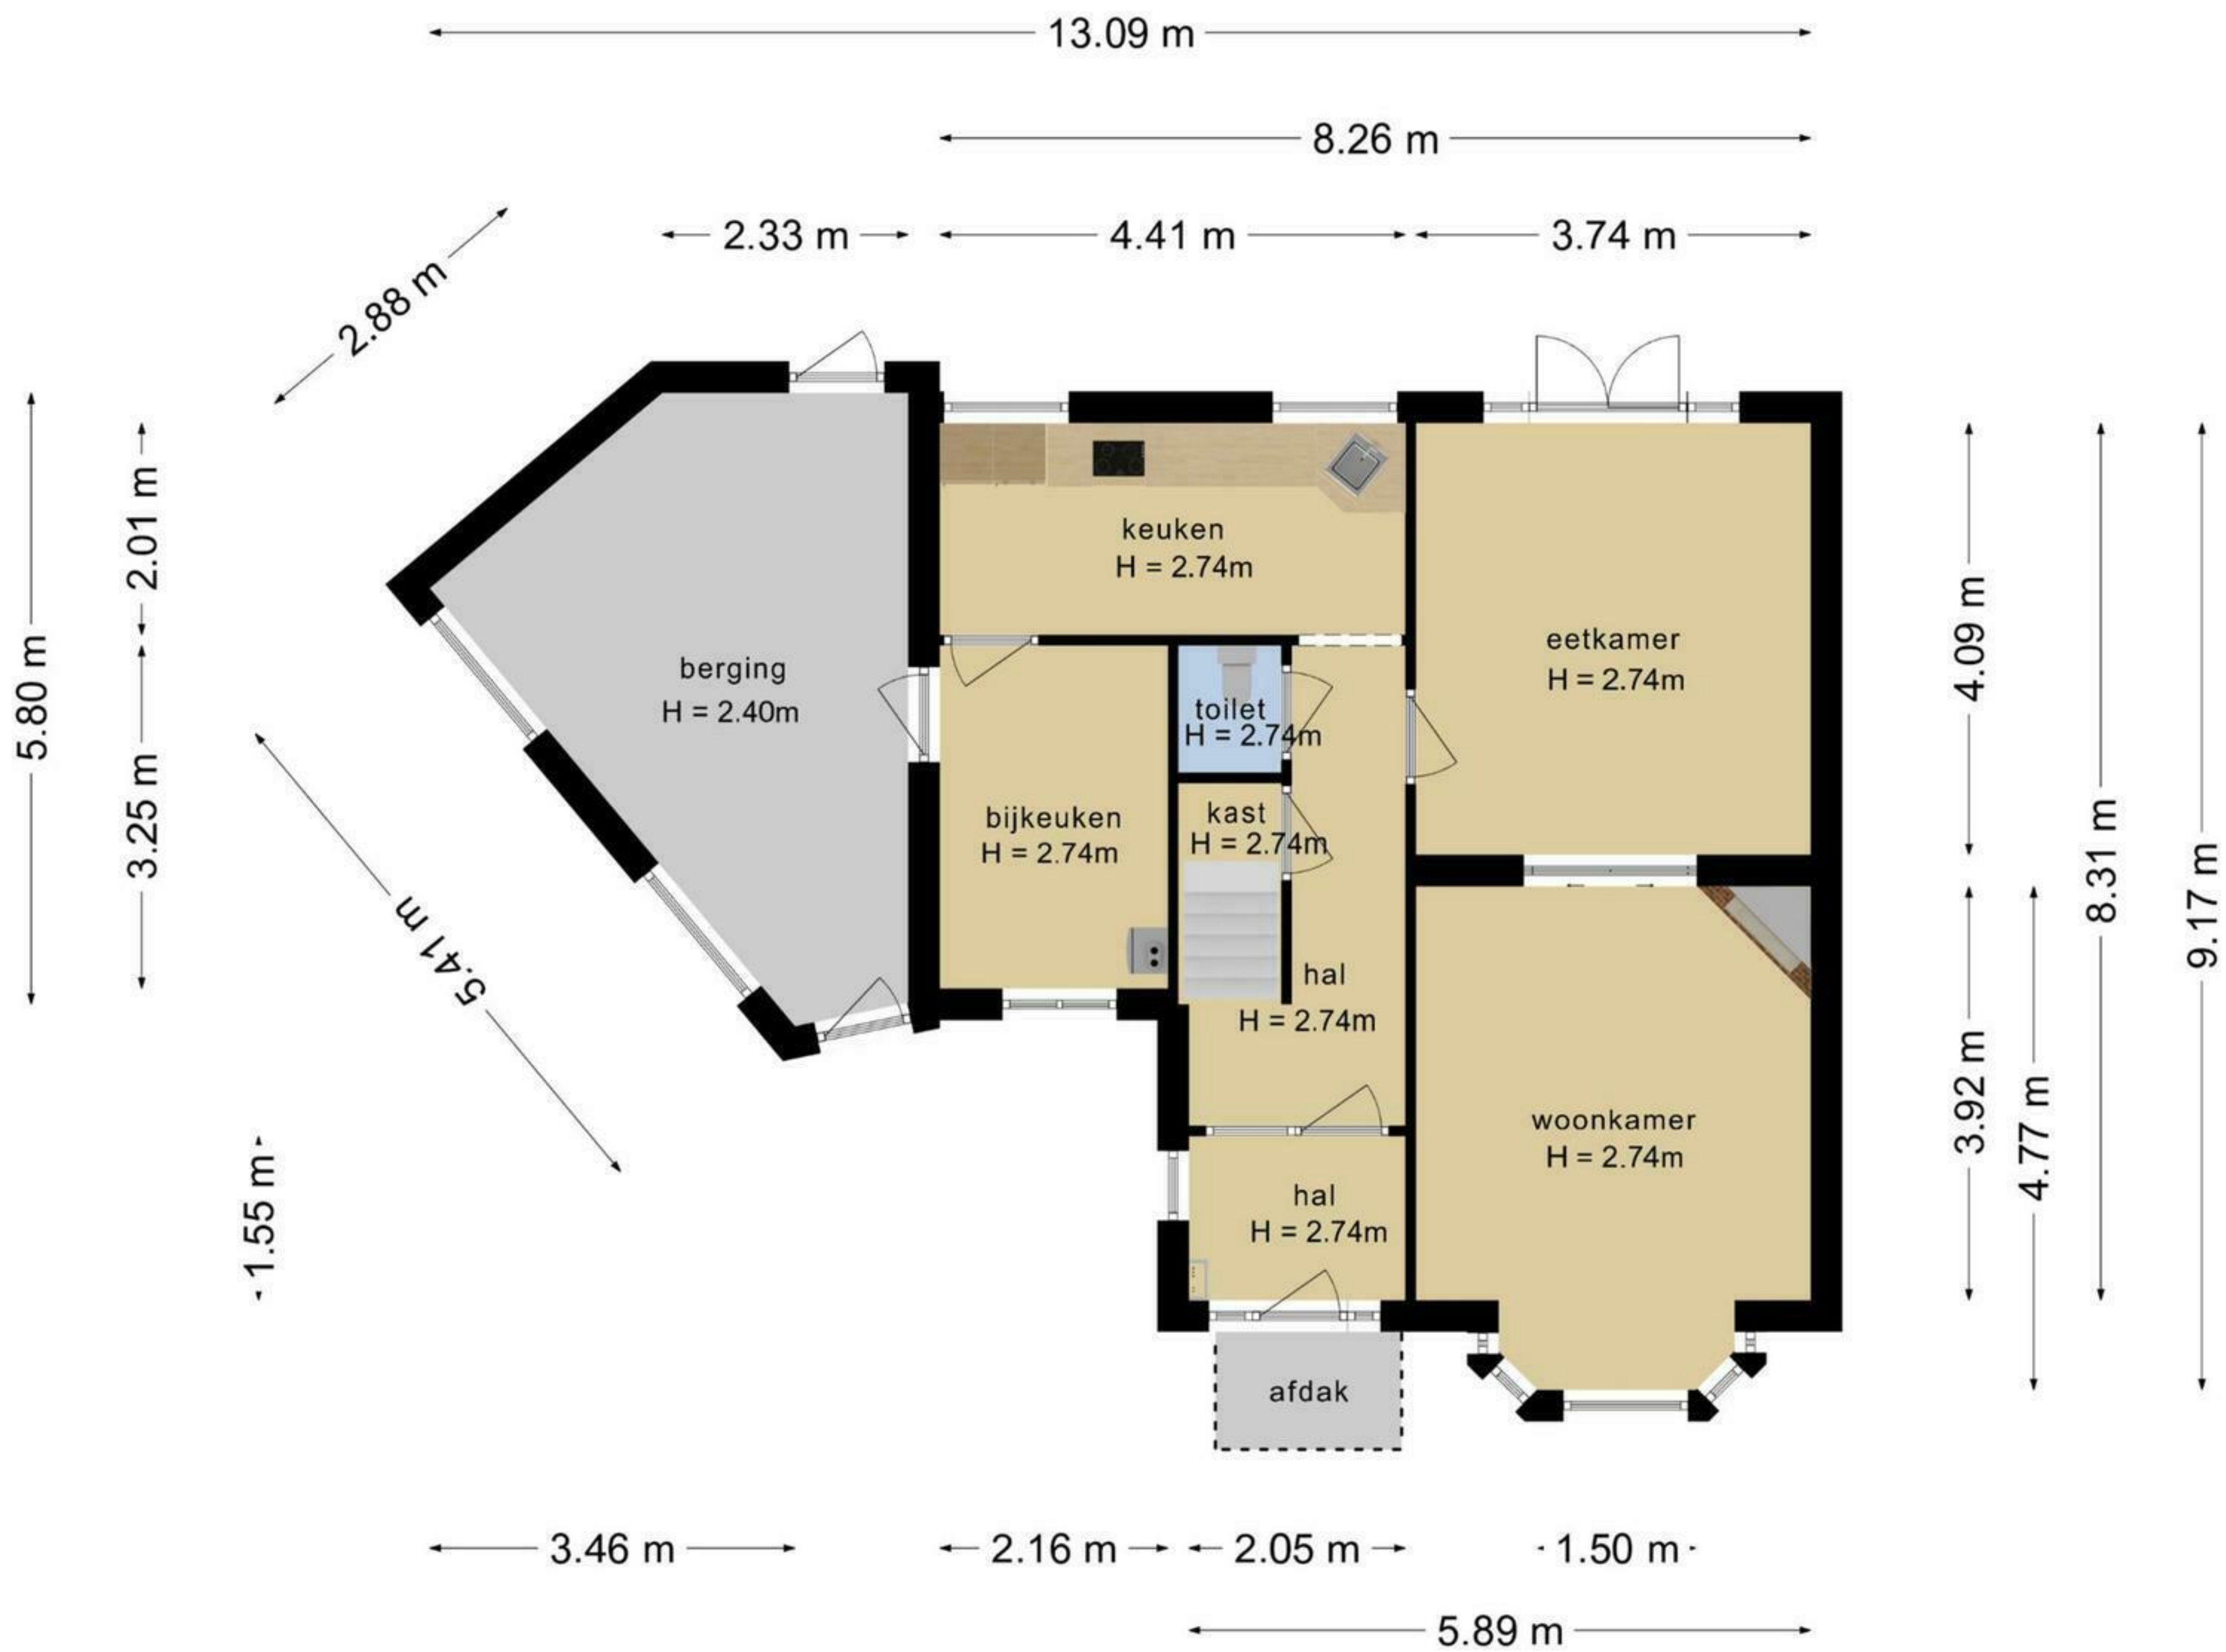 13.09 m
8.26 m
2.33 m
4.41 m
3.74 m
2.88 m
5.80 m
2.01 m
3.25 m
5.41 m
1.55 m
keuken
H = 2.74m
berging
H = 2.40m
eetkamer
H = 2.74m
toilet
H = 2.74m
bijkeuken
H = 2.74m
kast
H = 2.74m
hal
H = 2.74m
woonkamer
H = 2.74m
hal
H = 2.74m
afdak
4.09 m
3.92 m
4.77 m
8.31 m
9.17 m
3.46 m
2.16 m
2.05 m
1.50 m
5.89 m